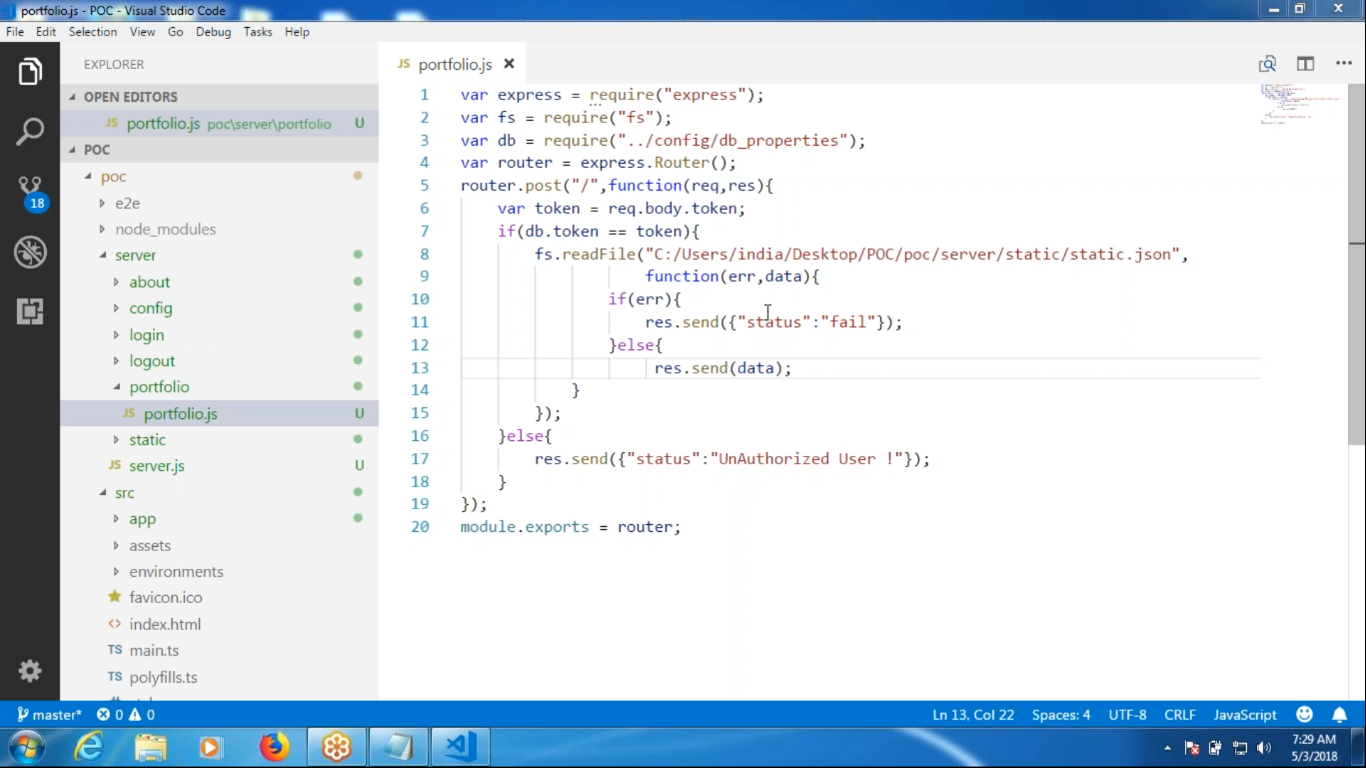 portfolio.js - POC - Visual Studio Code
File Edit Selection View Go Debug Tasks Help
EXPLORER
OPEN EDITORS
JS portfolio.js poc\server\portfolio U
POC
poc
e2e
node_modules
server
about
config
login
logout
portfolio
JS portfolio.js U
static
JS server.js U
src
app
assets
environments
favicon.ico
<> index.html
TS main.ts
TS polyfills.ts
18
JS portfolio.js
1 var express = require("express");
2 var fs = require("fs");
3 var db = require("../config/db_properties");
4 var router = express.Router();
5 router.post("/",function(req,res){
6 var token = req.body.token;
7 if(db.token == token){
8 fs.readFile("C:/Users/india/Desktop/POC/poc/server/static/static.json",
9 function(err,data){
10 if(err){
11 res.send({"status":"fail"});
12 }else{
13 res.send(data);
14 }
15 });
16 }else{
17 res.send({"status":"UnAuthorized User !"});
18 }
19 });
20 module.exports = router;
master* 0 0 Ln 13, Col 22 Spaces: 4 UTF-8 CRLF JavaScript
7:29 AM
5/3/2018